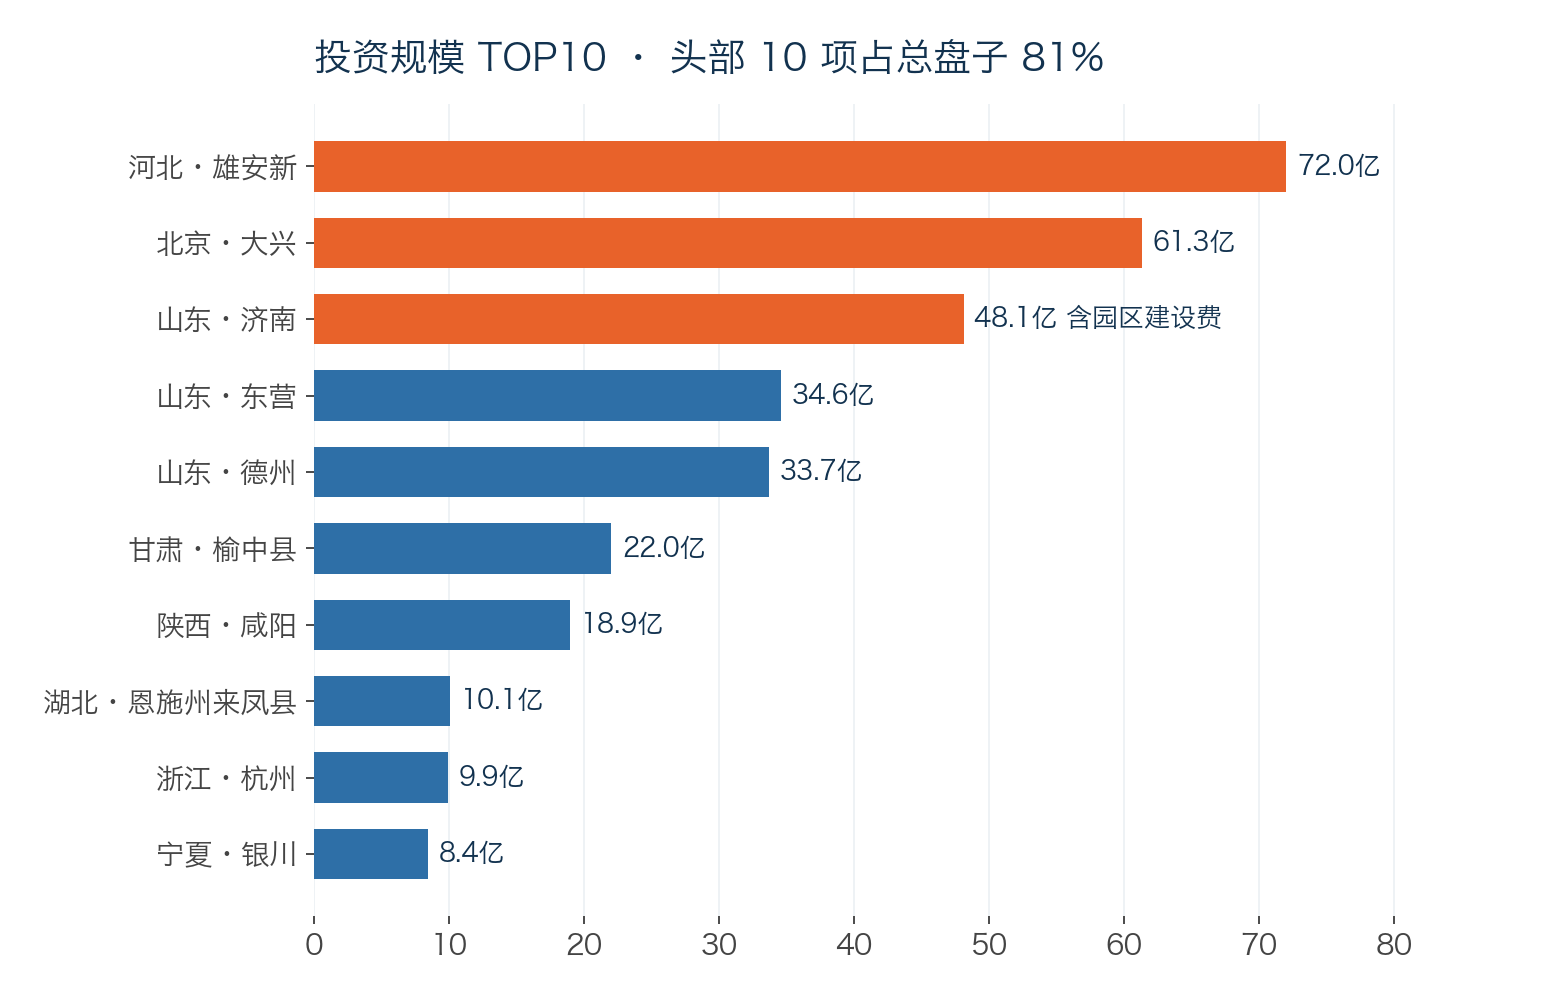 投资规模 TOP10 · 头部 10 项占总盘子 81%
河北·雄安新 72.0亿
北京·大兴 61.3亿
山东·济南 48.1亿 含园区建设费
山东·东营 34.6亿
山东·德州 33.7亿
甘肃·榆中县 22.0亿
陕西·咸阳 18.9亿
湖北·恩施州来凤县 10.1亿
浙江·杭州 9.9亿
宁夏·银川 8.4亿
0 10 20 30 40 50 60 70 80